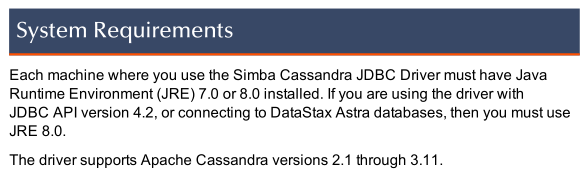 System Requirements
Each machine where you use the Simba Cassandra JDBC Driver must have Java
Runtime Environment (JRE) 7.0 or 8.0 installed. If you are using the driver with
JDBC API version 4.2, or connecting to DataStax Astra databases, then you must use
JRE 8.0.
The driver supports Apache Cassandra versions 2.1 through 3.11.